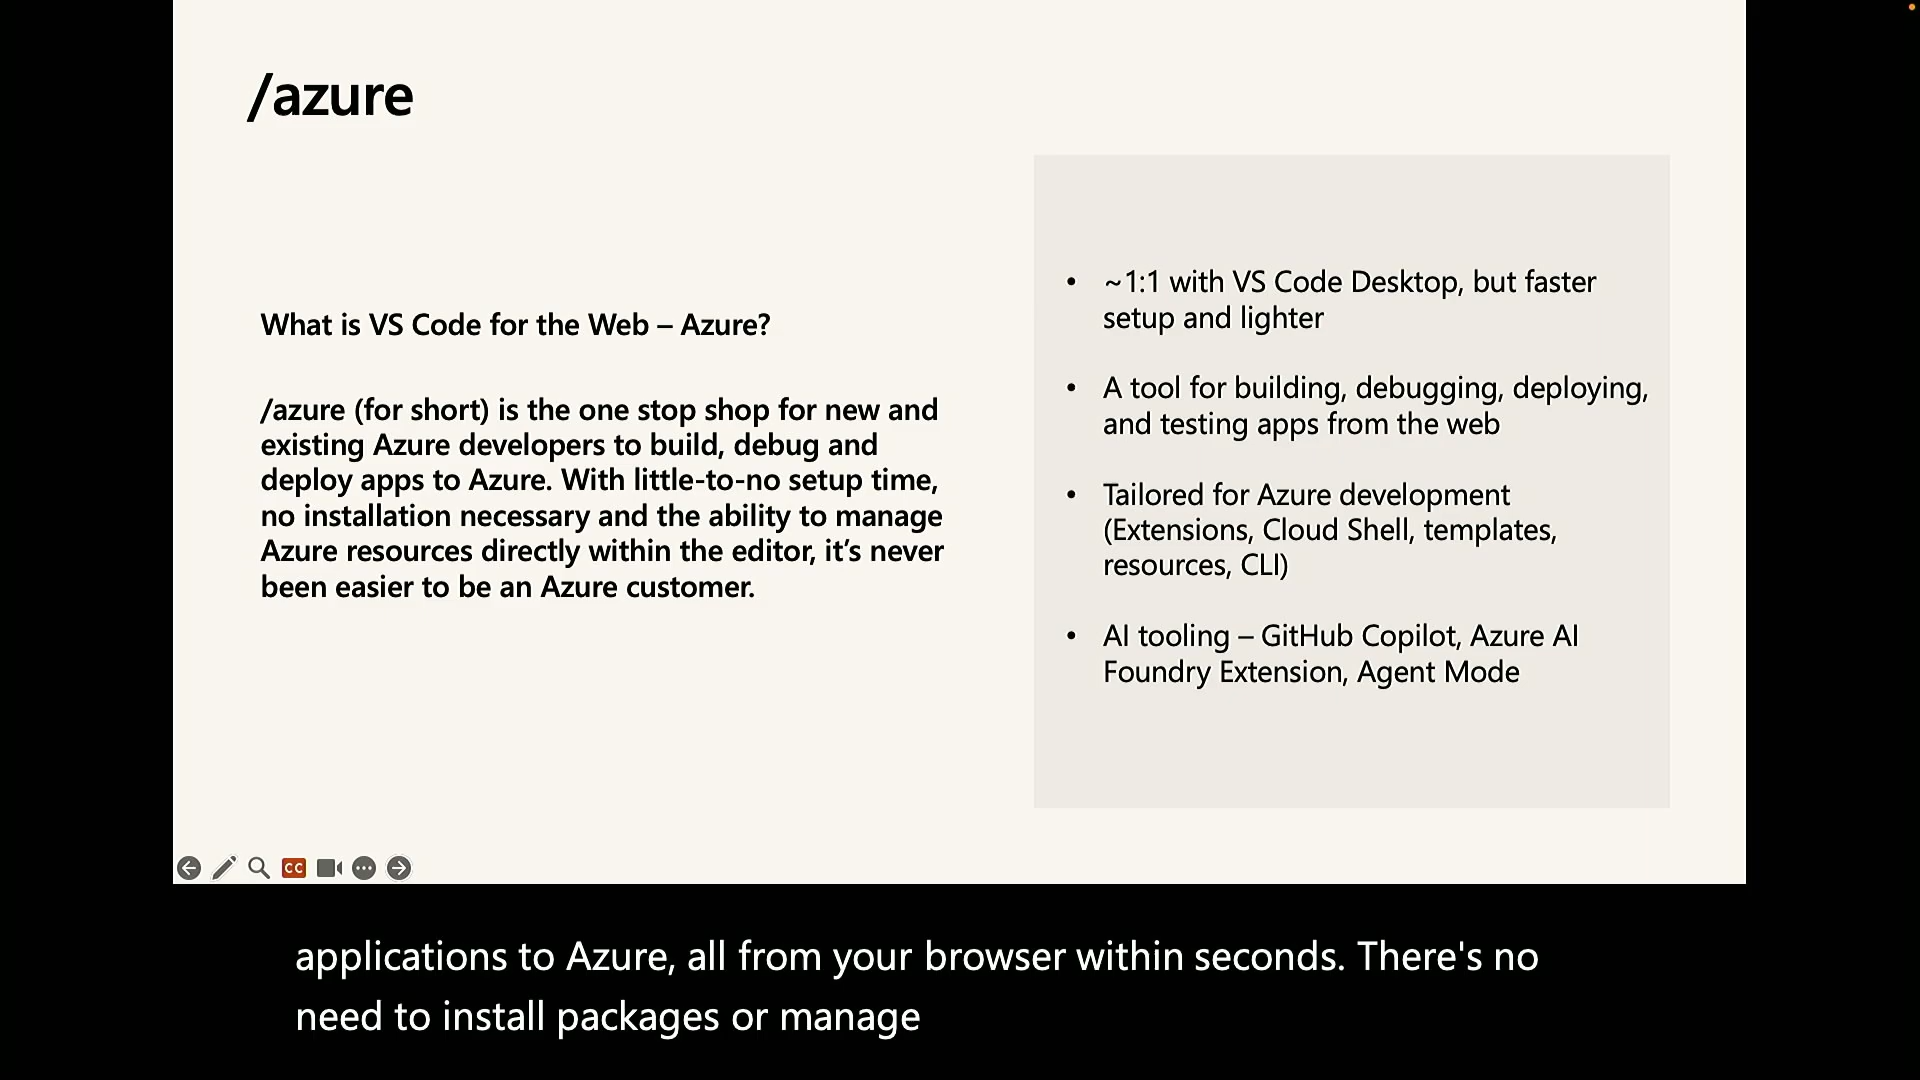 /azure
What is VS Code for the Web – Azure?
/azure (for short) is the one stop shop for new and
existing Azure developers to build, debug and
deploy apps to Azure. With little-to-no setup time,
no installation necessary and the ability to manage
Azure resources directly within the editor, it’s never
been easier to be an Azure customer.
• ~1:1 with VS Code Desktop, but faster
setup and lighter
• A tool for building, debugging, deploying,
and testing apps from the web
• Tailored for Azure development
(Extensions, Cloud Shell, templates,
resources, CLI)
• AI tooling – GitHub Copilot, Azure AI
Foundry Extension, Agent Mode
CC
applications to Azure, all from your browser within seconds. There's no
need to install packages or manage